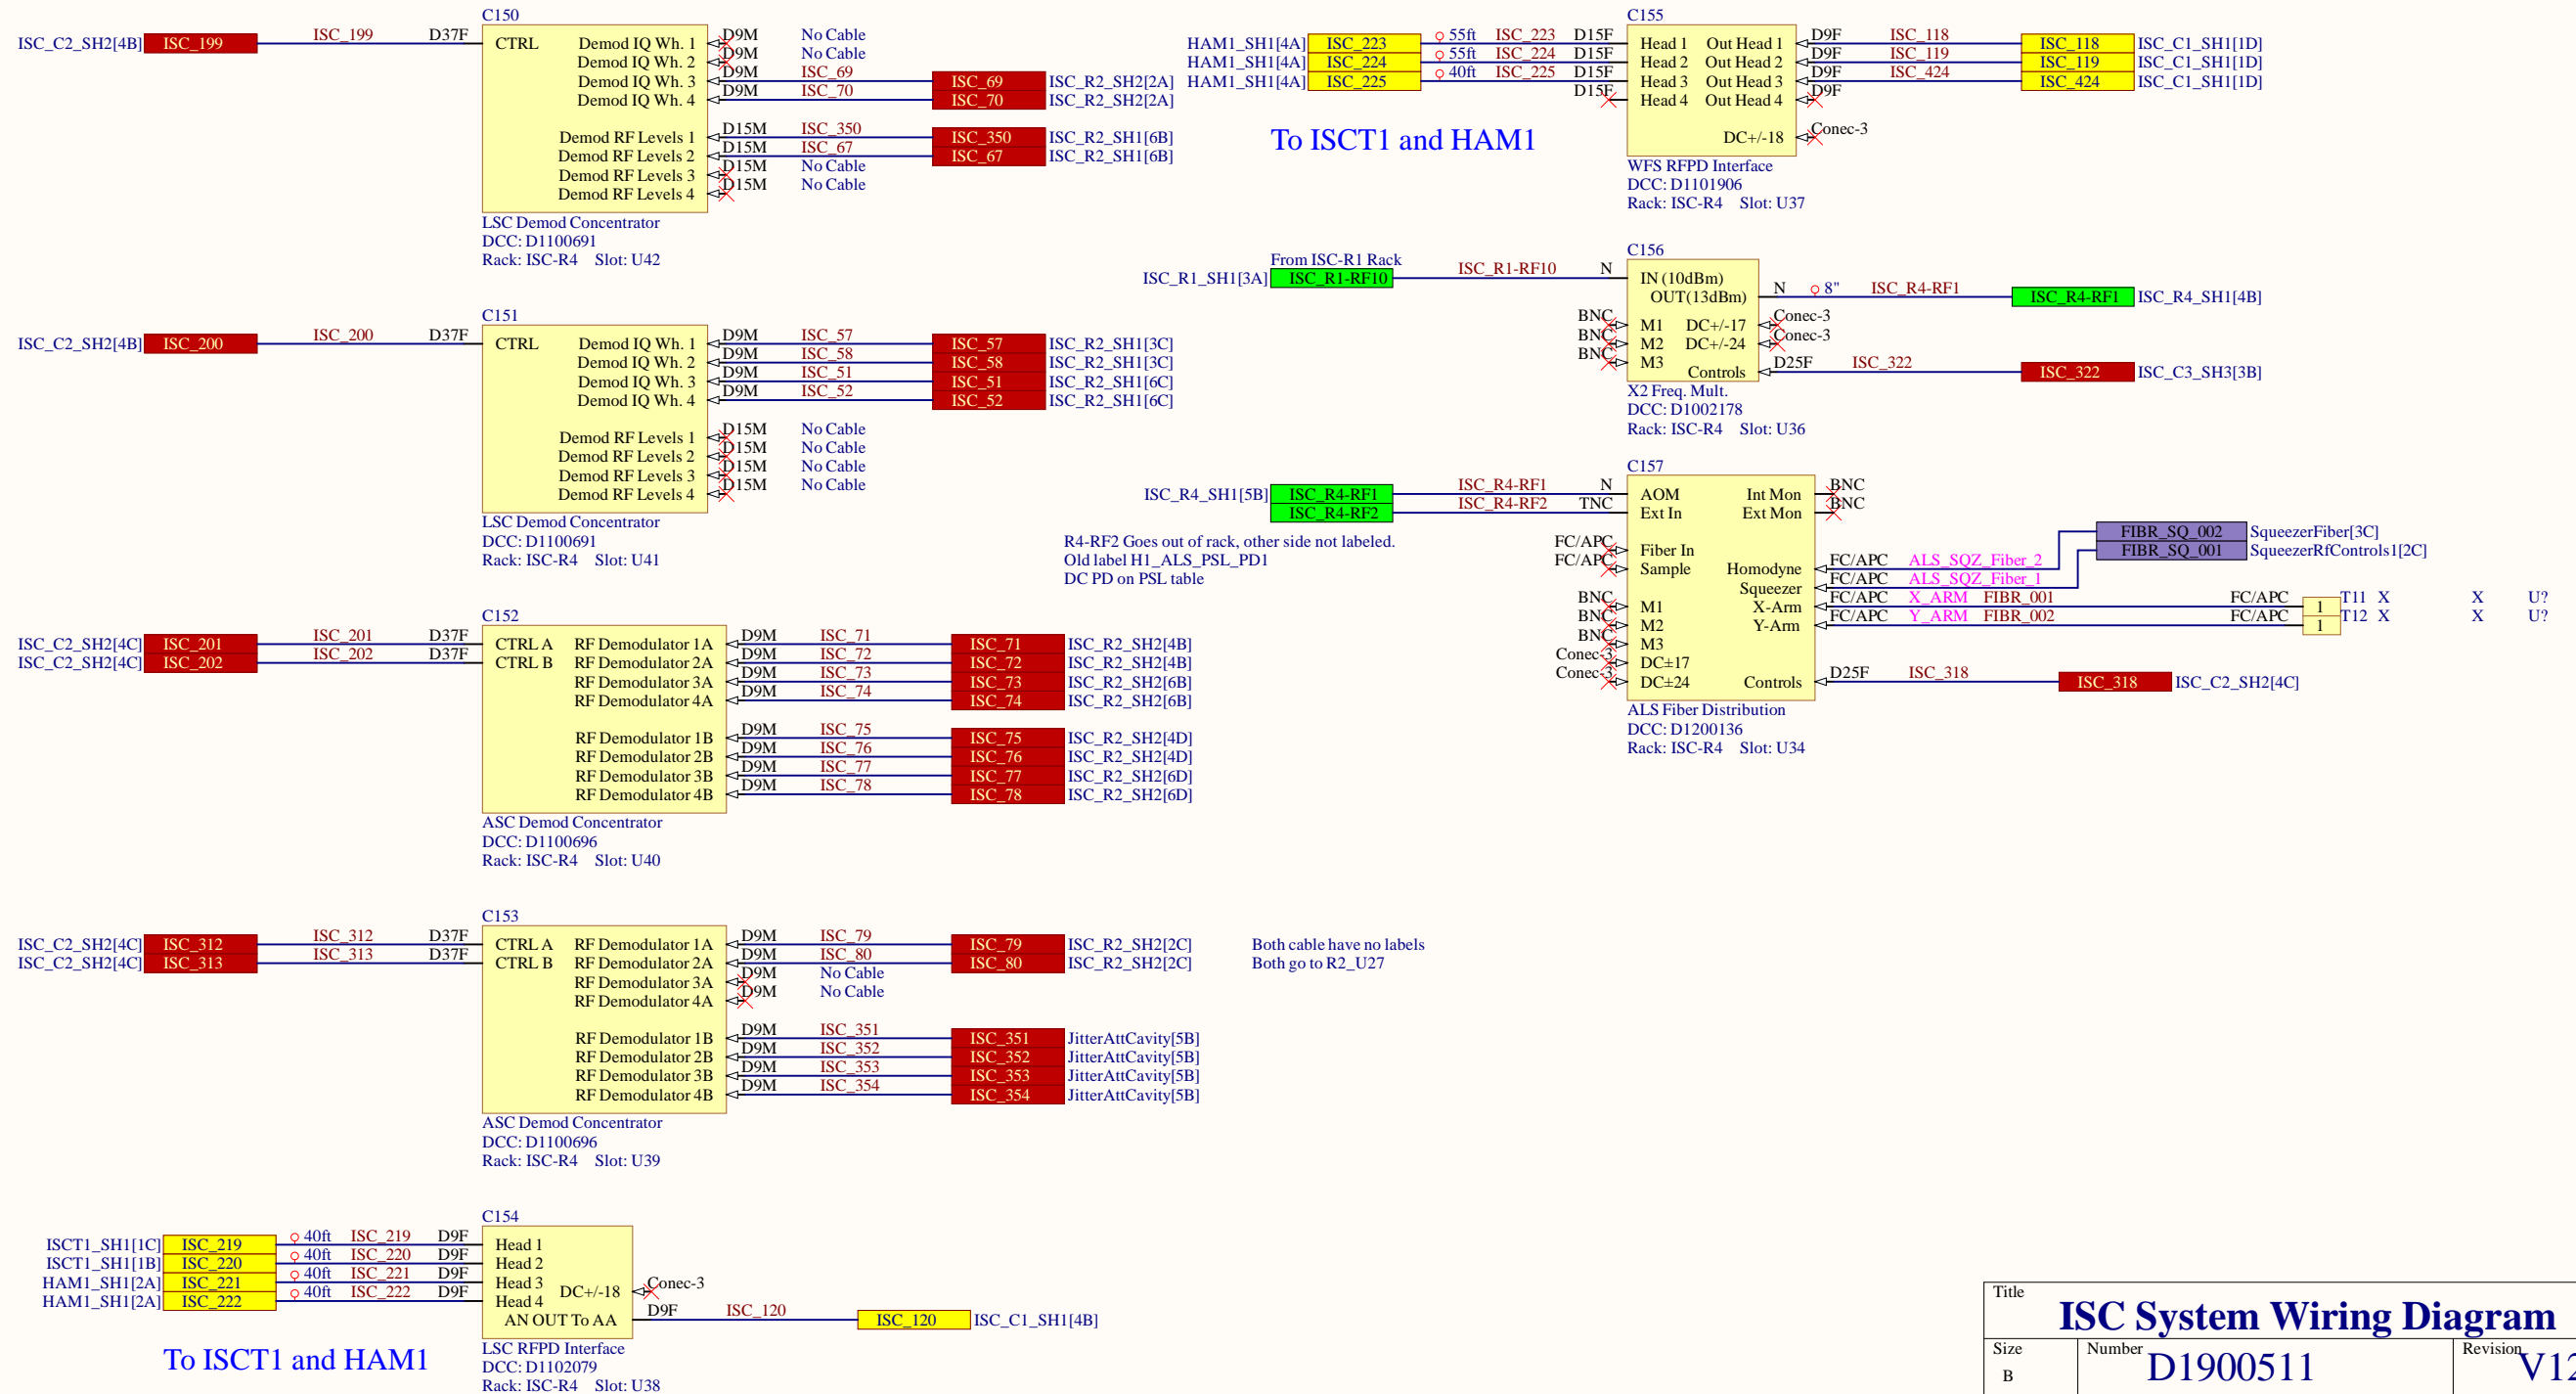 C150
ISC_C2_SH2[4B] ISC_199 ISC_199 D37F CTRL Demod IQ Wh. 1 D9M No Cable
Demod IQ Wh. 2 D9M No Cable
Demod IQ Wh. 3 D9M ISC_69 ISC_69 ISC_R2_SH2[2A]
Demod IQ Wh. 4 D9M ISC_70 ISC_70 ISC_R2_SH2[2A]
Demod RF Levels 1 D15M ISC_350 ISC_350 ISC_R2_SH1[6B]
Demod RF Levels 2 D15M ISC_67 ISC_67 ISC_R2_SH1[6B]
Demod RF Levels 3 D15M No Cable
Demod RF Levels 4 D15M No Cable
LSC Demod Concentrator
DCC: D1100691
Rack: ISC-R4 Slot: U42
C151
ISC_C2_SH2[4B] ISC_200 ISC_200 D37F CTRL Demod IQ Wh. 1 D9M ISC_57 ISC_57 ISC_R2_SH1[3C]
Demod IQ Wh. 2 D9M ISC_58 ISC_58 ISC_R2_SH1[3C]
Demod IQ Wh. 3 D9M ISC_51 ISC_51 ISC_R2_SH1[6C]
Demod IQ Wh. 4 D9M ISC_52 ISC_52 ISC_R2_SH1[6C]
Demod RF Levels 1 D15M No Cable
Demod RF Levels 2 D15M No Cable
Demod RF Levels 3 D15M No Cable
Demod RF Levels 4 D15M No Cable
LSC Demod Concentrator
DCC: D1100691
Rack: ISC-R4 Slot: U41
C152
ISC_C2_SH2[4C] ISC_201 ISC_201 D37F CTRL A RF Demodulator 1A D9M ISC_71 ISC_71 ISC_R2_SH2[4B]
ISC_C2_SH2[4C] ISC_202 ISC_202 D37F CTRL B RF Demodulator 2A D9M ISC_72 ISC_72 ISC_R2_SH2[4B]
RF Demodulator 3A D9M ISC_73 ISC_73 ISC_R2_SH2[6B]
RF Demodulator 4A D9M ISC_74 ISC_74 ISC_R2_SH2[6B]
RF Demodulator 1B D9M ISC_75 ISC_75 ISC_R2_SH2[4D]
RF Demodulator 2B D9M ISC_76 ISC_76 ISC_R2_SH2[4D]
RF Demodulator 3B D9M ISC_77 ISC_77 ISC_R2_SH2[6D]
RF Demodulator 4B D9M ISC_78 ISC_78 ISC_R2_SH2[6D]
ASC Demod Concentrator
DCC: D1100696
Rack: ISC-R4 Slot: U40
C153
ISC_C2_SH2[4C] ISC_312 ISC_312 D37F CTRL A RF Demodulator 1A D9M ISC_79 ISC_79 ISC_R2_SH2[2C] Both cable have no labels
ISC_C2_SH2[4C] ISC_313 ISC_313 D37F CTRL B RF Demodulator 2A D9M ISC_80 ISC_80 ISC_R2_SH2[2C] Both go to R2_U27
RF Demodulator 3A D9M No Cable
RF Demodulator 4A D9M No Cable
RF Demodulator 1B D9M ISC_351 ISC_351 JitterAttCavity[5B]
RF Demodulator 2B D9M ISC_352 ISC_352 JitterAttCavity[5B]
RF Demodulator 3B D9M ISC_353 ISC_353 JitterAttCavity[5B]
RF Demodulator 4B D9M ISC_354 ISC_354 JitterAttCavity[5B]
ASC Demod Concentrator
DCC: D1100696
Rack: ISC-R4 Slot: U39
C154
ISCT1_SH1[1C] ISC_219 40ft ISC_219 D9F Head 1
ISCT1_SH1[1B] ISC_220 40ft ISC_220 D9F Head 2
HAM1_SH1[2A] ISC_221 40ft ISC_221 D9F Head 3
HAM1_SH1[2A] ISC_222 40ft ISC_222 D9F Head 4
DC+/-18 Conec-3
AN OUT To AA D9F ISC_120 ISC_120 ISC_C1_SH1[4B]
LSC RFPD Interface
DCC: D1102079
Rack: ISC-R4 Slot: U38
To ISCT1 and HAM1
C155
HAM1_SH1[4A] ISC_223 55ft ISC_223 D15F Head 1 Out Head 1 D9F ISC_118 ISC_118 ISC_C1_SH1[1D]
HAM1_SH1[4A] ISC_224 55ft ISC_224 D15F Head 2 Out Head 2 D9F ISC_119 ISC_119 ISC_C1_SH1[1D]
HAM1_SH1[4A] ISC_225 40ft ISC_225 D15F Head 3 Out Head 3 D9F ISC_424 ISC_424 ISC_C1_SH1[1D]
D15F Head 4 Out Head 4 D9F
DC+/-18 Conec-3
To ISCT1 and HAM1
WFS RFPD Interface
DCC: D1101906
Rack: ISC-R4 Slot: U37
C156
From ISC-R1 Rack
ISC_R1_SH1[3A] ISC_R1-RF10 ISC_R1-RF10 N IN (10dBm)
OUT(13dBm) N 8" ISC_R4-RF1 ISC_R4-RF1 ISC_R4_SH1[4B]
BNC M1 DC+/-17 Conec-3
BNC M2 DC+/-24 Conec-3
BNC M3
Controls D25F ISC_322 ISC_322 ISC_C3_SH3[3B]
X2 Freq. Mult.
DCC: D1002178
Rack: ISC-R4 Slot: U36
C157
ISC_R4_SH1[5B] ISC_R4-RF1 ISC_R4-RF1 N AOM Int Mon BNC
ISC_R4-RF2 ISC_R4-RF2 TNC Ext In Ext Mon BNC
R4-RF2 Goes out of rack, other side not labeled.
Old label H1_ALS_PSL_PD1
DC PD on PSL table
FC/APC Fiber In
FC/APC Sample
Homodyne FC/APC ALS_SQZ_Fiber_2 FIBR_SQ_002 SqueezerFiber[3C]
Squeezer FC/APC ALS_SQZ_Fiber_1 FIBR_SQ_001 SqueezerRfControls1[2C]
BNC M1 X-Arm FC/APC X_ARM FIBR_001 FC/APC 1 T11 X X U?
BNC M2 Y-Arm FC/APC Y_ARM FIBR_002 FC/APC 1 T12 X X U?
BNC M3
Conec-3 DC±17
Conec-3 DC±24 Controls D25F ISC_318 ISC_318 ISC_C2_SH2[4C]
ALS Fiber Distribution
DCC: D1200136
Rack: ISC-R4 Slot: U34
Title
ISC System Wiring Diagram
Size Number Revision
B D1900511 V12